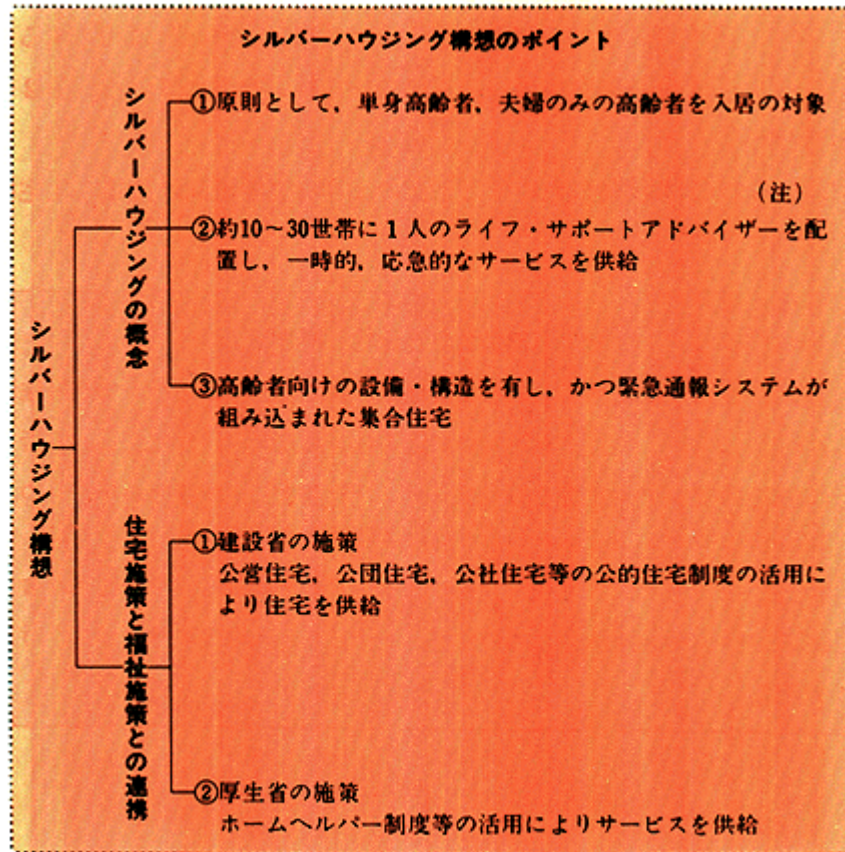 シルバーハウジング構想のポイント
シルバーハウジング構想
シルバーハウジングの概念
①原則として，単身高齢者，夫婦のみの高齢者を入居の対象
（注）
②約10～30世帯に1人のライフ・サポートアドバイザーを配
置し，一時的，応急的なサービスを供給
③高齢者向けの設備・構造を有し，かつ緊急通報システムが
組み込まれた集合住宅
住宅施策と福祉施策との連携
①建設省の施策
公営住宅，公団住宅，公社住宅等の公的住宅制度の活用に
より住宅を供給
②厚生省の施策
ホームヘルパー制度等の活用によりサービスを供給